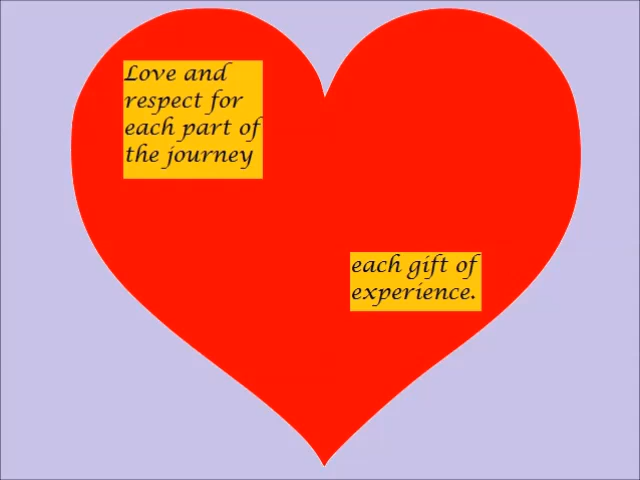 Love and
respect for
each part of
the journey
each gift of
experience.